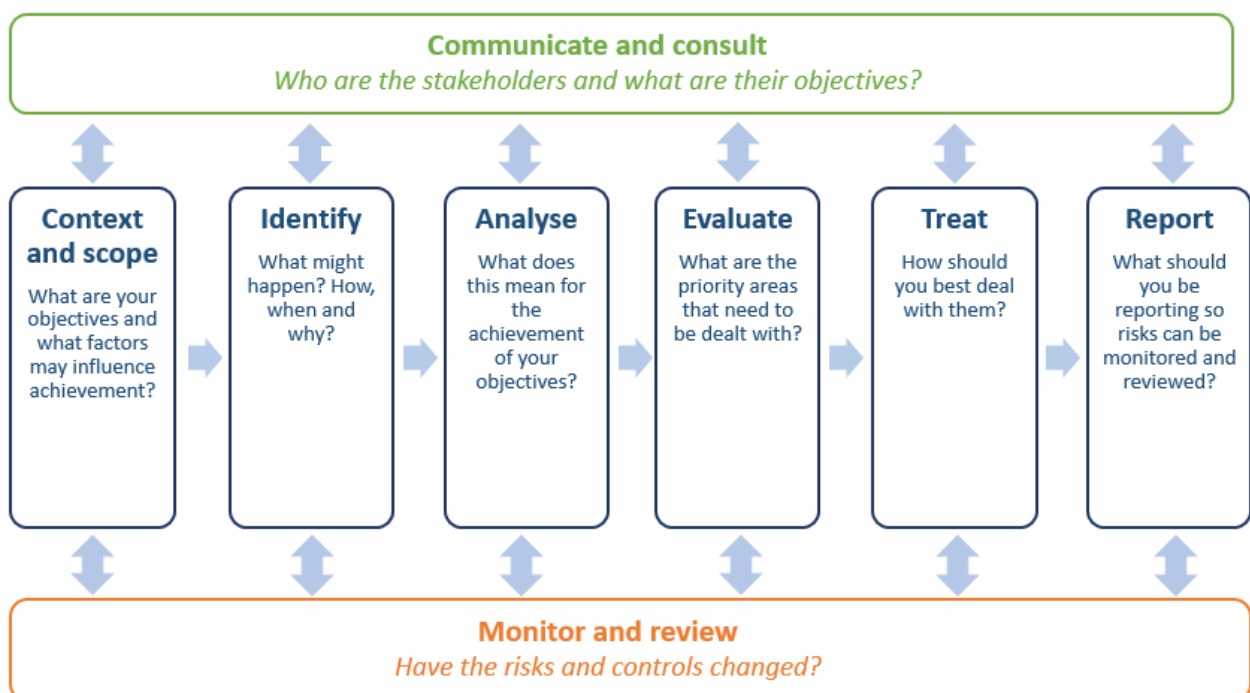 Communicate and consult
Who are the stakeholders and what are their objectives?
Context
and scope
What are your
objectives and
what factors
may influence
achievement?
Identify
What might
happen? How,
when and
why?
Analyse
What does
this mean for
the
achievement
of your
objectives?
Evaluate
What are the
priority areas
that need to
be dealt with?
Treat
How should
you best deal
with them?
Report
What should
you be
reporting so
risks can be
monitored and
reviewed?
Monitor and review
Have the risks and controls changed?